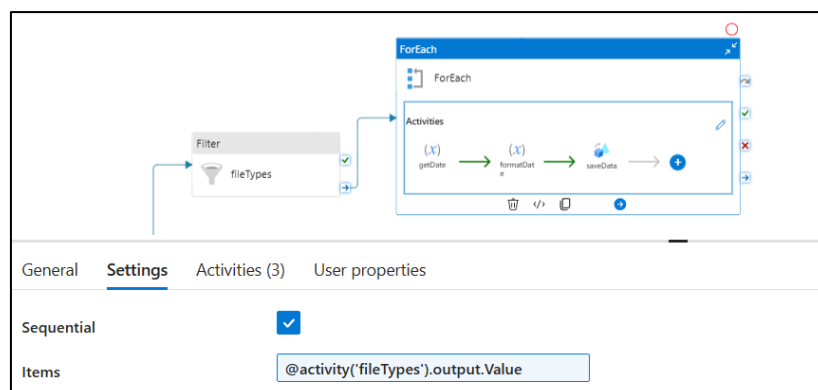 ForEach
ForEach
Activities
(x)
getDate
(x)
formatDat
e
saveData
Filter
fileTypes
General Settings Activities (3) User properties
Sequential
Items @activity('fileTypes').output.Value